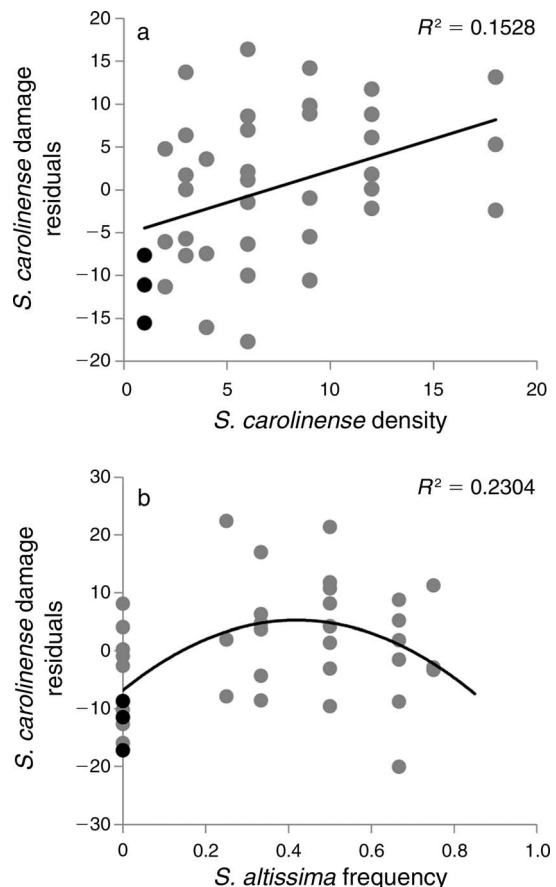 a
R² = 0.1528
20
15
10
5
0
−5
−10
−15
−20
S. carolinense damage
residuals
0
5
10
15
20
S. carolinense density
b
R² = 0.2304
30
20
10
0
−10
−20
−30
S. carolinense damage
residuals
0
0.2
0.4
0.6
0.8
1.0
S. altissima frequency